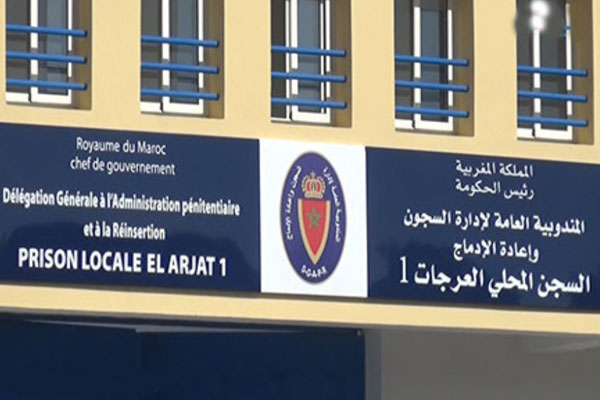 Royaume du Maroc
chef de gouvernement
Délégation Générale à l'Administration pénitentiaire
et à la Réinsertion
PRISON LOCALE EL ARJAT 1
D.G.A.P.R
المملكة المغربية
رئيس الحكومة
المندوبية العامة لإدارة السجون
وإعادة الإدماج
السجن المحلي العرجات 1